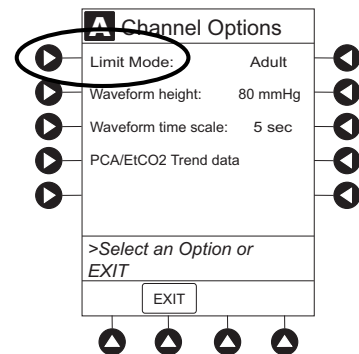 A Channel Options
Limit Mode: Adult
Waveform height: 80 mmHg
Waveform time scale: 5 sec
PCA/EtCO2 Trend data
>Select an Option or
EXIT
EXIT